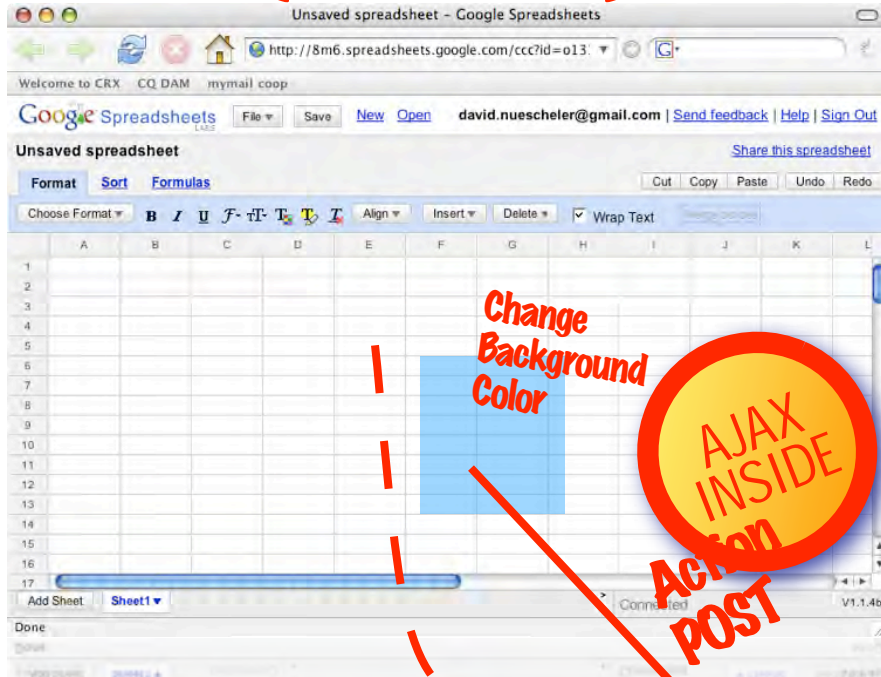 Unsaved spreadsheet – Google Spreadsheets
http://8m6.spreadsheets.google.com/ccc?id=o13: G
Welcome to CRX CQ DAM mymail coop
Google Spreadsheets LABS File Save New Open david.nuescheler@gmail.com | Send feedback | Help | Sign Out
Unsaved spreadsheet Share this spreadsheet
Format Sort Formulas Cut Copy Paste Undo Redo
Choose Format B I U F TT T T T Align Insert Delete Wrap Text
A B C D E F G H I J K L
1
2
3
4
5
6
7
8
9
10
11
12
13
14
15
16
17
Change
Background
Color
AJAX
INSIDE
Action
POST
Add Sheet Sheet1 Connected V1.1.4b
Done